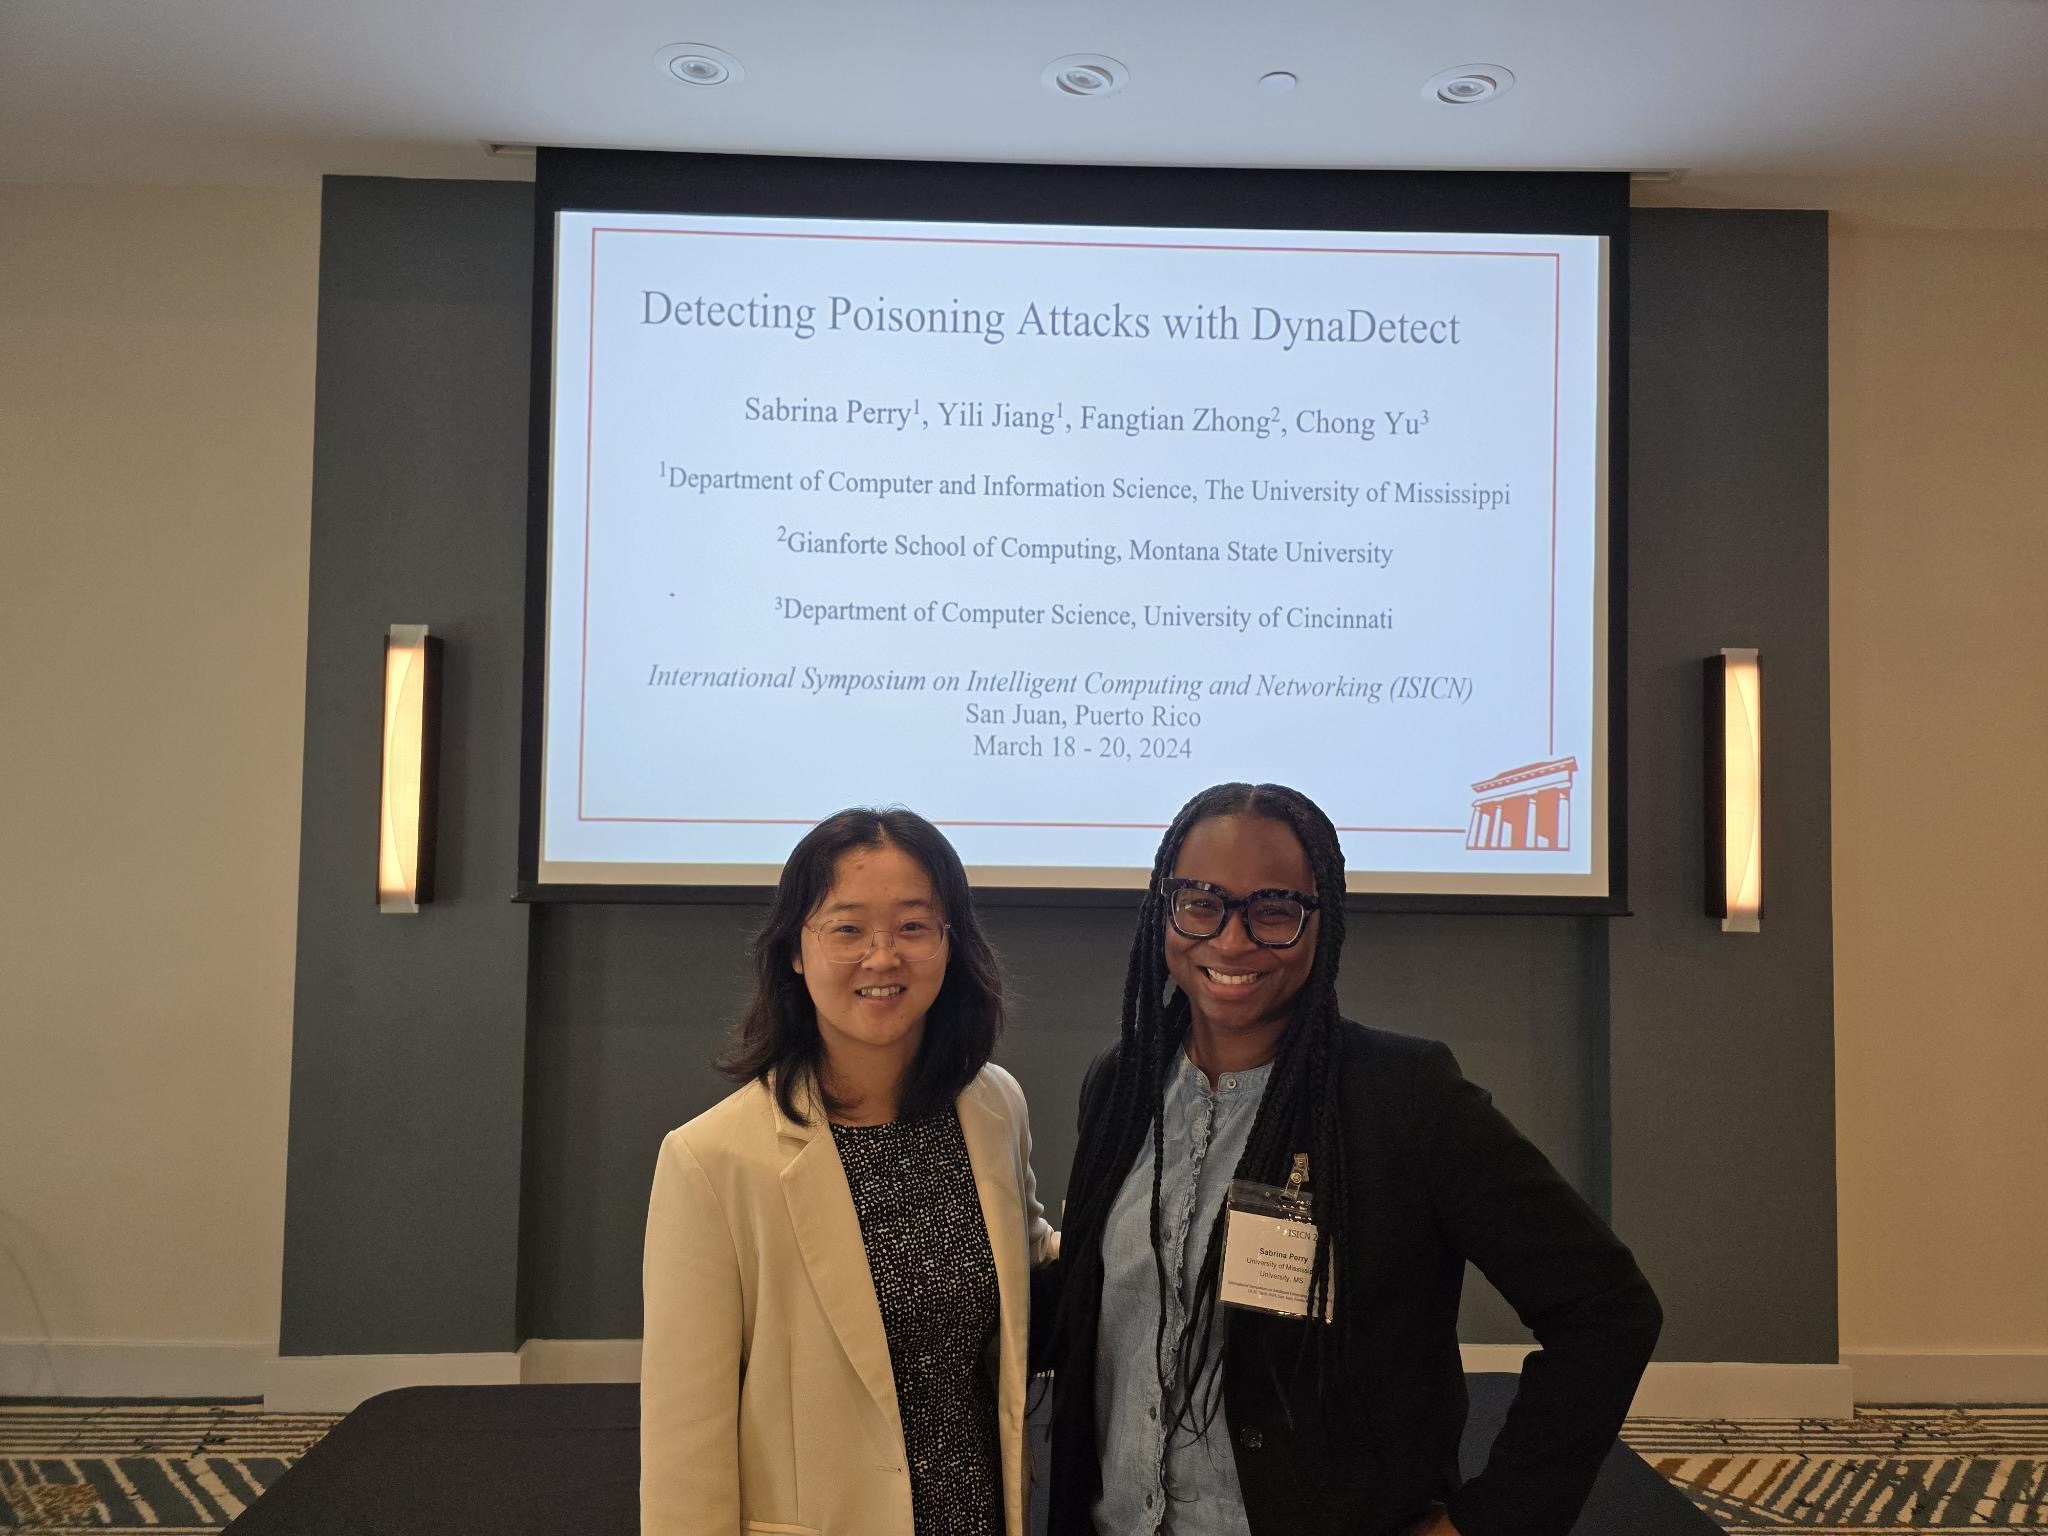 Detecting Poisoning Attacks with DynaDetect
Sabrina Perry¹, Yili Jiang¹, Fangtian Zhong², Chong Yu³
¹Department of Computer and Information Science, The University of Mississippi
²Gianforte School of Computing, Montana State University
³Department of Computer Science, University of Cincinnati
International Symposium on Intelligent Computing and Networking (ISICN)
San Juan, Puerto Rico
March 18 - 20, 2024
ISICN 2
Sabrina Perry
University of Mississip
University, MS